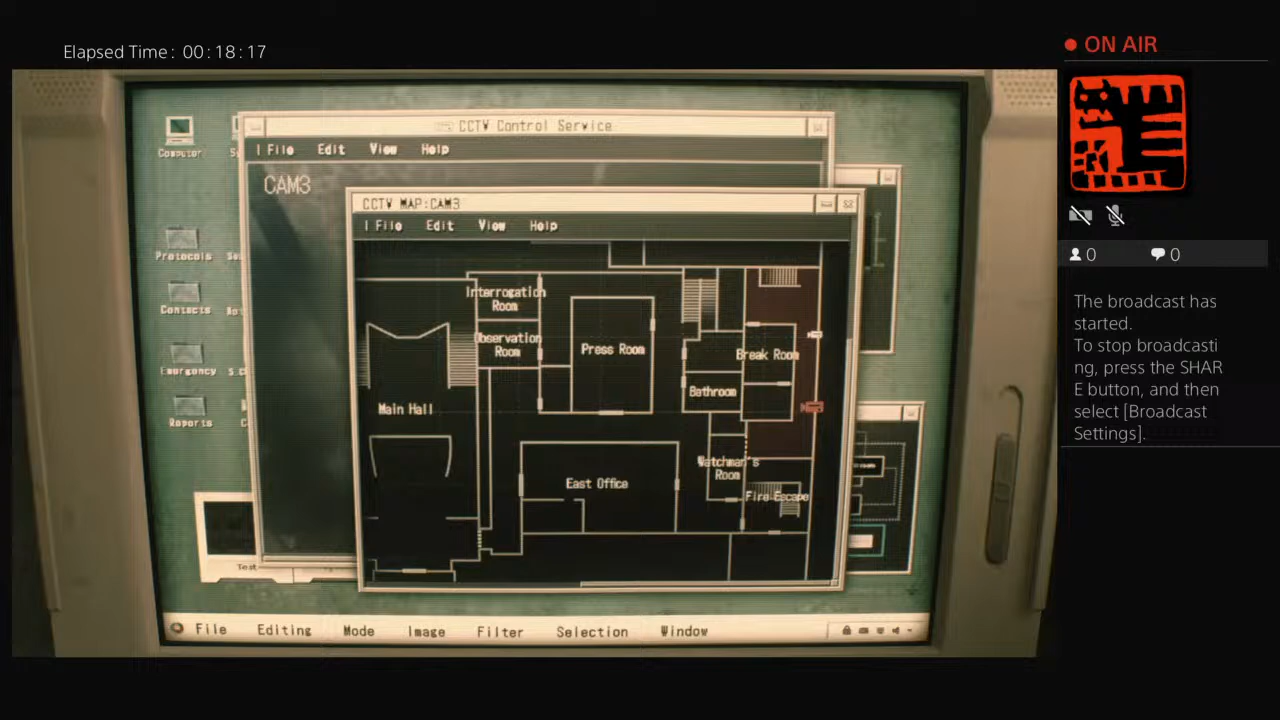 Elapsed Time: 00:18:17
ON AIR
CCTV Control Service
File Edit View Help
Computer
CAM3
CCTV MAP:CAM3
File Edit View Help
Protocols
Contacts
Emergency
Reports
Interrogation
Room
Observation
Room
Press Room
Break Room
Bathroom
Main Hall
Watchman's
Room
East Office
Fire Escape
Test
File Editing Mode Image Filter Selection Window
0 0
The broadcast has
started.
To stop broadcasti
ng, press the SHAR
E button, and then
select [Broadcast
Settings].